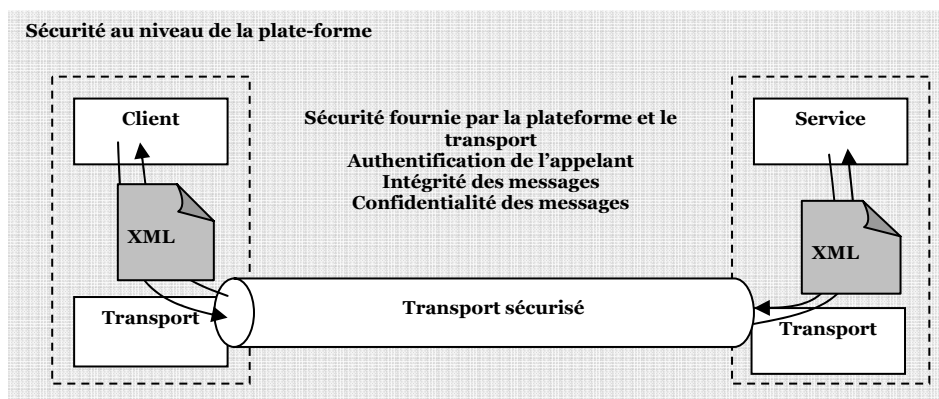 Sécurité au niveau de la plate-forme
Client
Sécurité fournie par la plateforme et le
transport
Authentification de l'appelant
Intégrité des messages
Confidentialité des messages
Service
XML
XML
Transport
Transport sécurisé
Transport